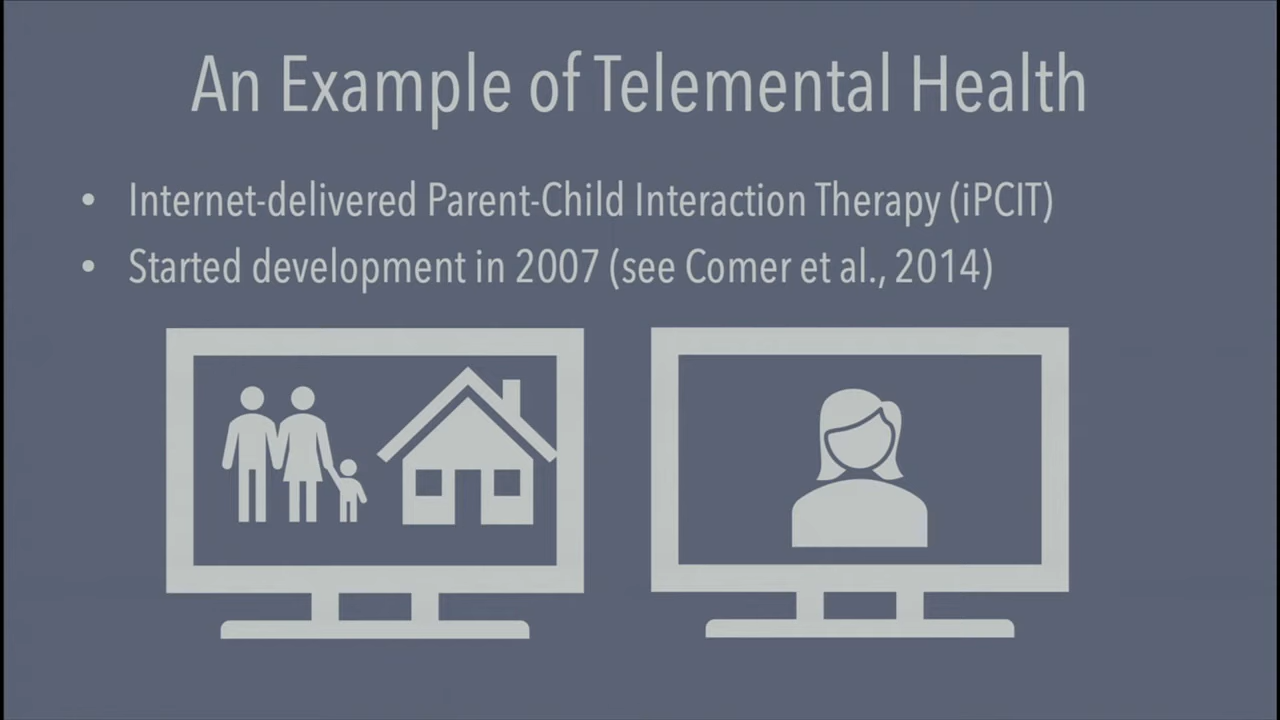 An Example of Telemental Health
• Internet-delivered Parent-Child Interaction Therapy (iPCIT)
• Started development in 2007 (see Comer et al., 2014)